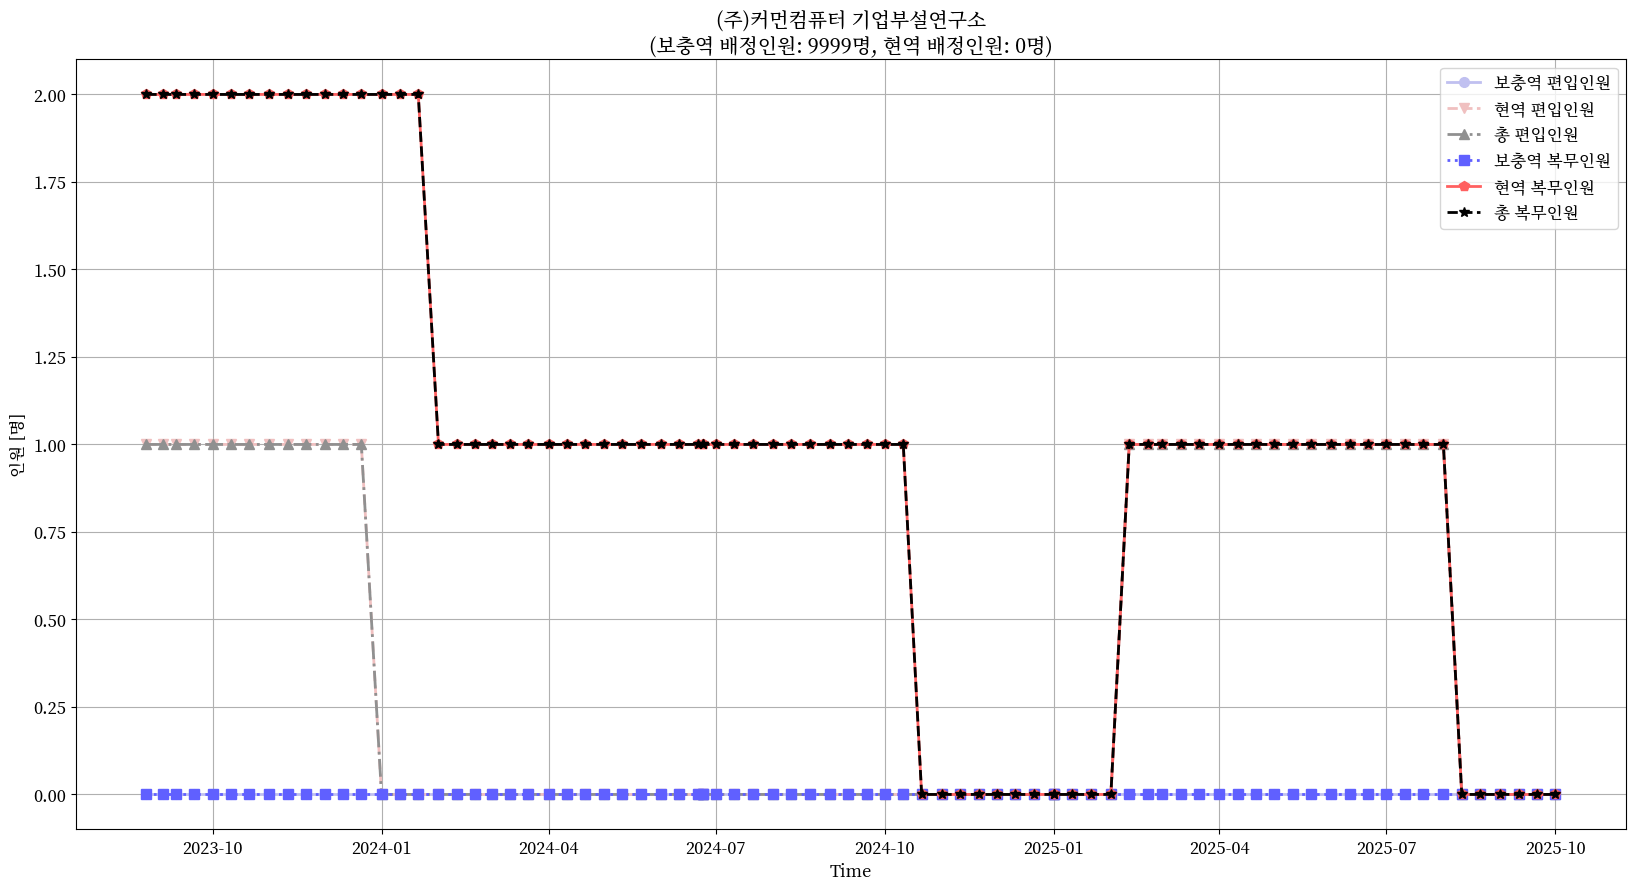 (주)커먼컴퓨터 기업부설연구소
(보충역 배정인원: 9999명, 현역 배정인원: 0명)
보충역 편입인원
현역 편입인원
총 편입인원
보충역 복무인원
현역 복무인원
총 복무인원
인원 [명]
2.00
1.75
1.50
1.25
1.00
0.75
0.50
0.25
0.00
2023-10
2024-01
2024-04
2024-07
2024-10
2025-01
2025-04
2025-07
2025-10
Time